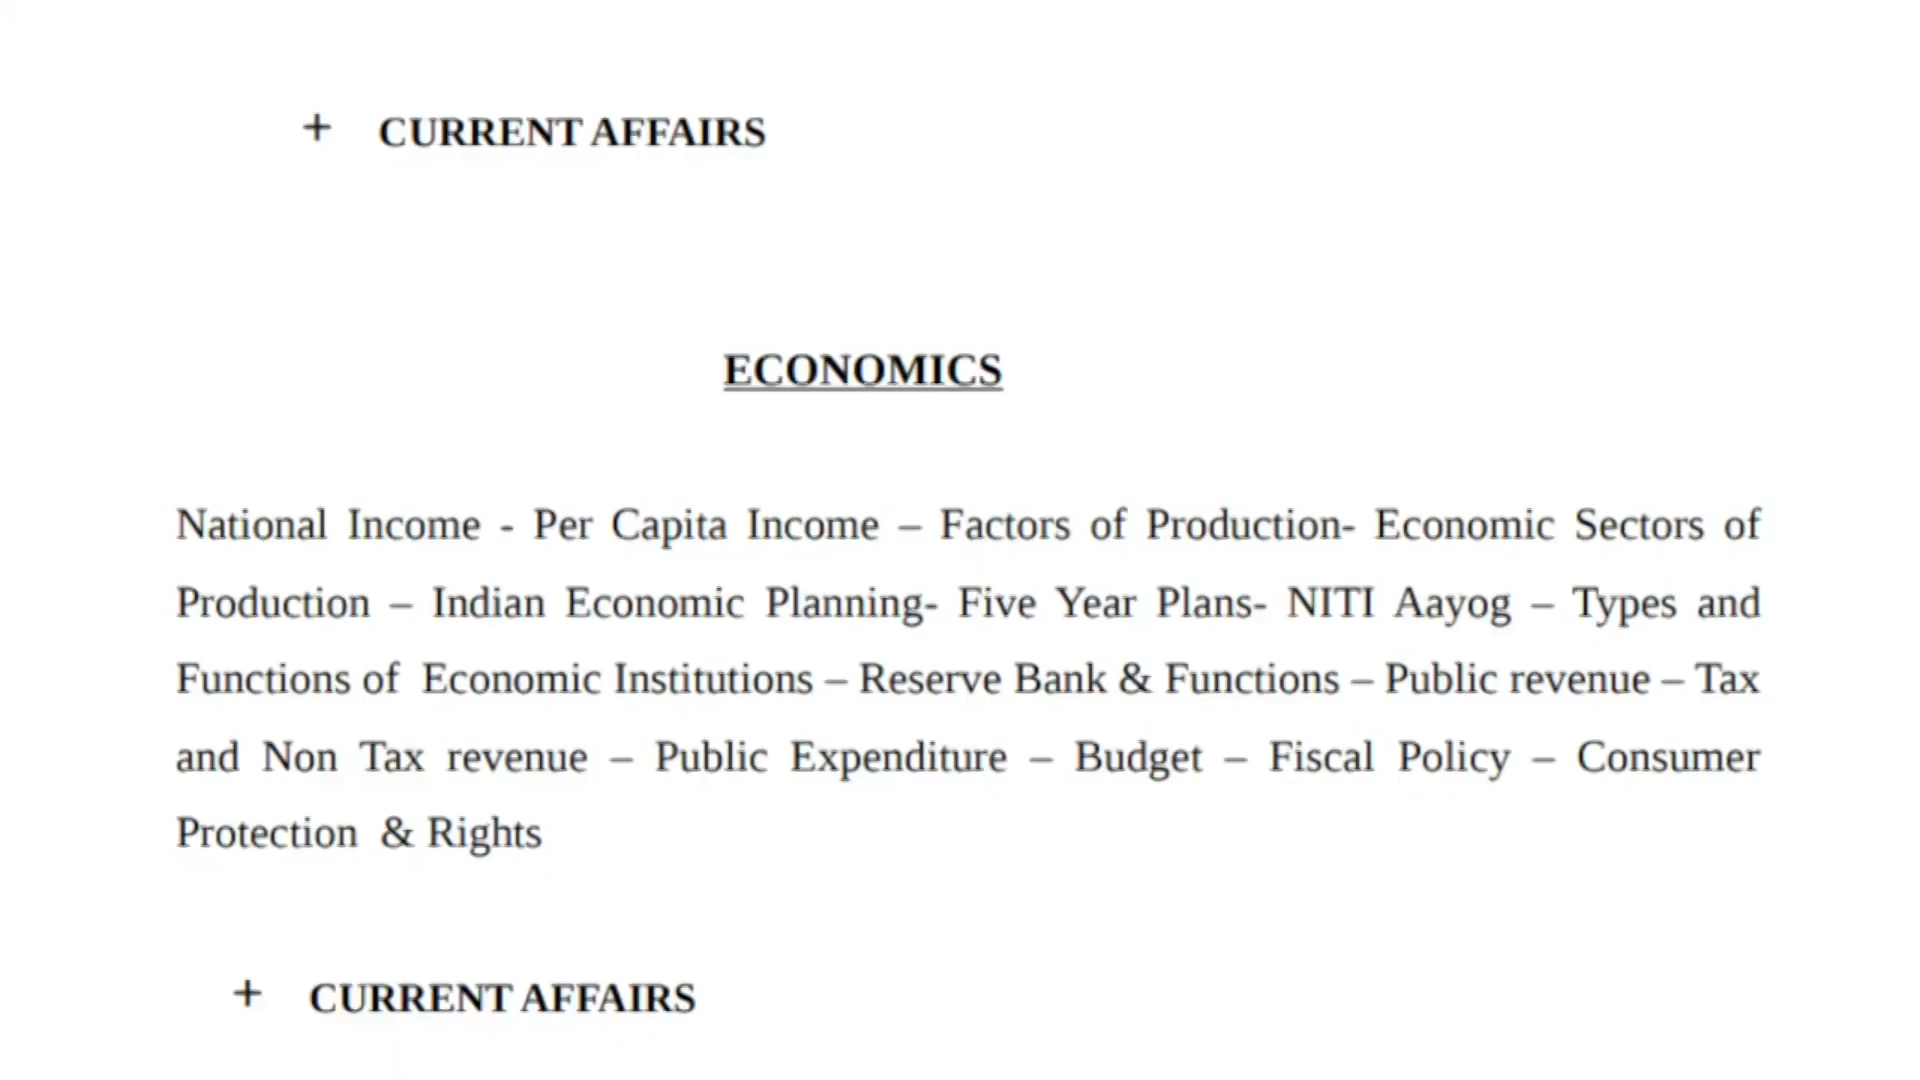 + CURRENT AFFAIRS
ECONOMICS
National Income - Per Capita Income – Factors of Production- Economic Sectors of
Production – Indian Economic Planning- Five Year Plans- NITI Aayog – Types and
Functions of Economic Institutions – Reserve Bank & Functions – Public revenue – Tax
and Non Tax revenue – Public Expenditure – Budget – Fiscal Policy – Consumer
Protection & Rights
+ CURRENT AFFAIRS